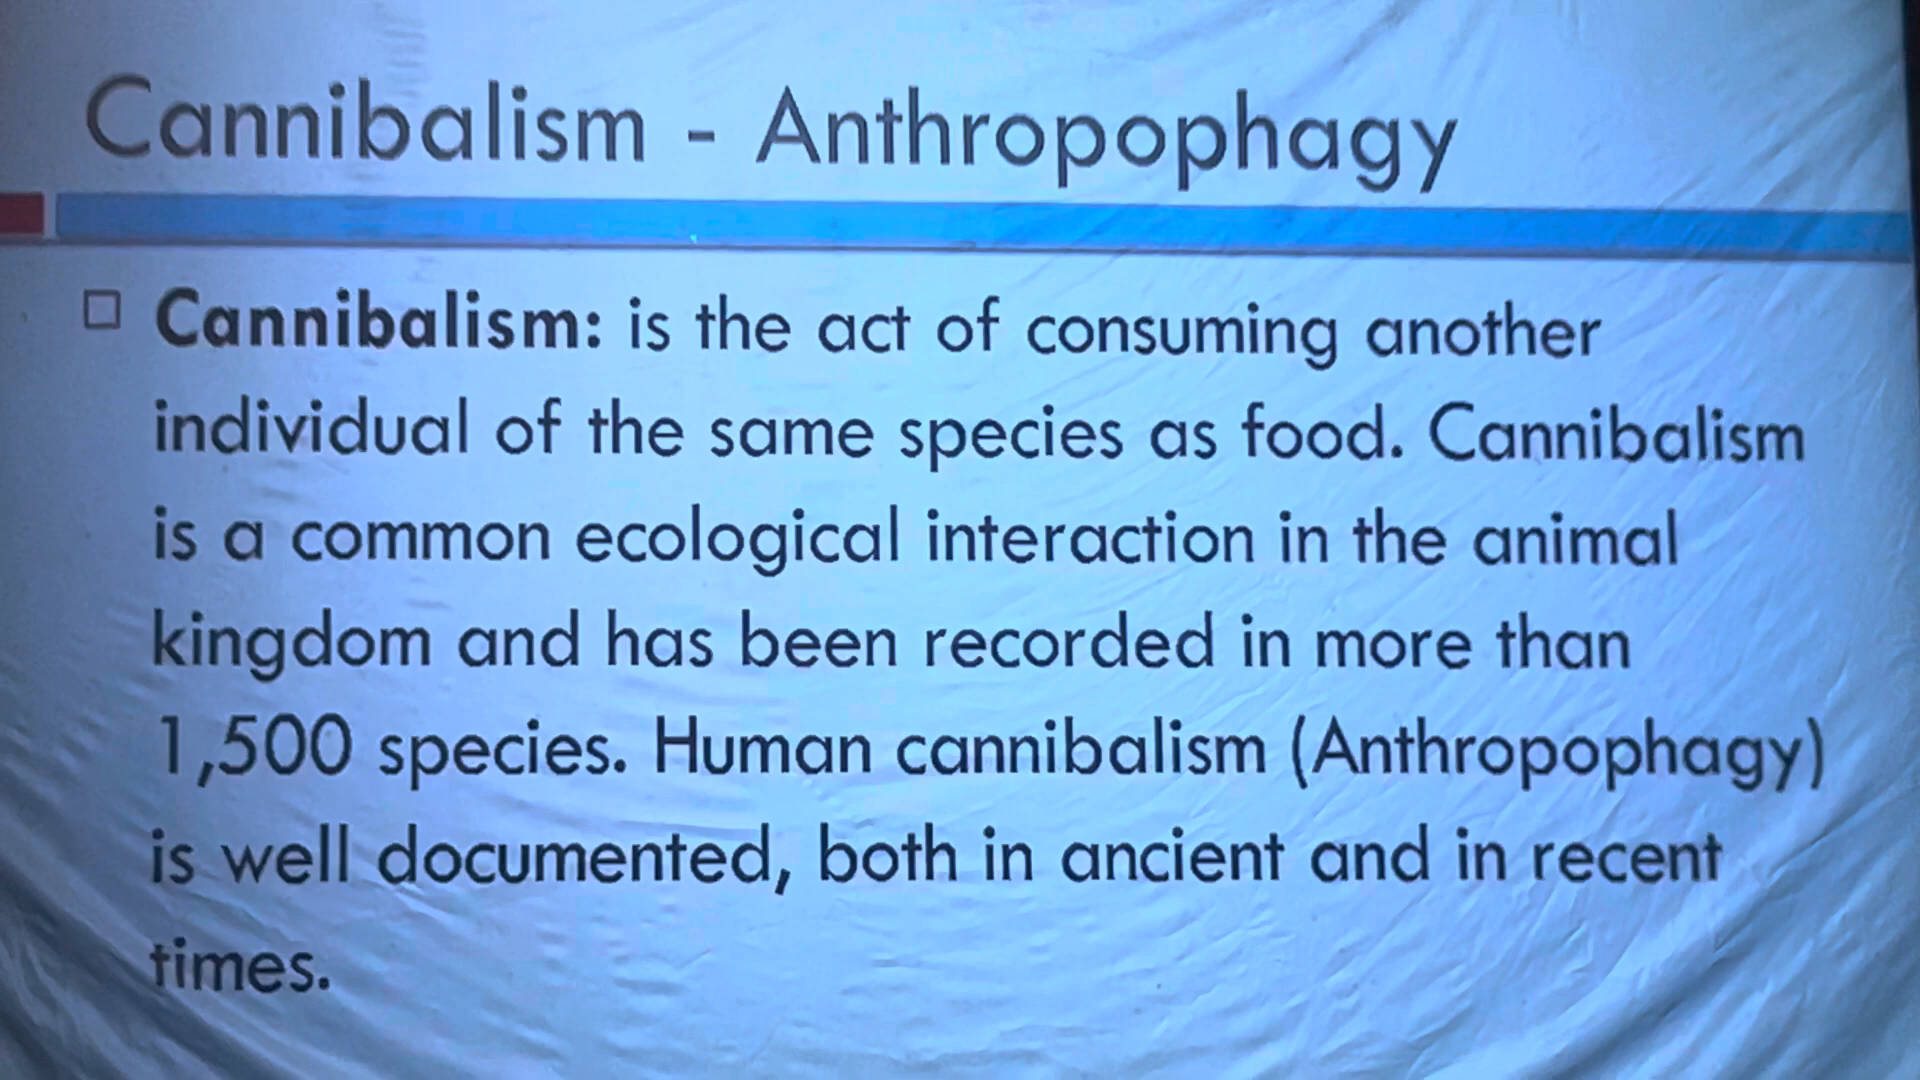 Cannibalism - Anthropophagy
Cannibalism: is the act of consuming another
individual of the same species as food. Cannibalism
is a common ecological interaction in the animal
kingdom and has been recorded in more than
1,500 species. Human cannibalism (Anthropophagy)
is well documented, both in ancient and in recent
times.